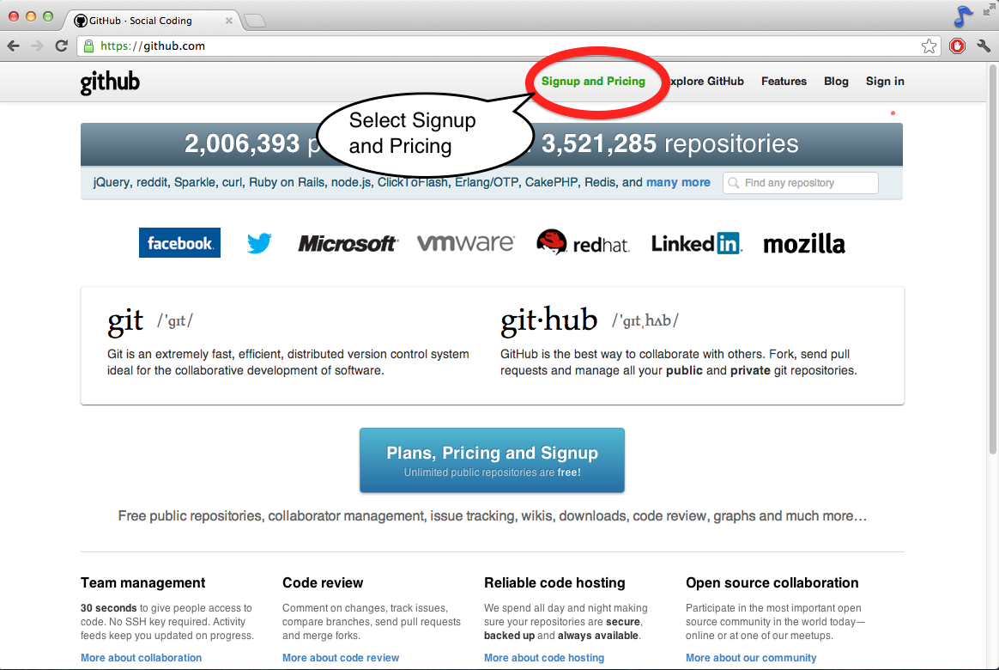 GitHub · Social Coding
https://github.com
github
Signup and Pricing
xplore GitHub
Features
Blog
Sign in
Select Signup
and Pricing
2,006,393 p
3,521,285 repositories
jQuery, reddit, Sparkle, curl, Ruby on Rails, node.js, ClickToFlash, Erlang/OTP, CakePHP, Redis, and many more
Find any repository
facebook.
Microsoft
vmware
redhat.
Linked in
mozilla
git /'gɪt/
Git is an extremely fast, efficient, distributed version control system
ideal for the collaborative development of software.
git·hub /'gɪt,hʌb/
GitHub is the best way to collaborate with others. Fork, send pull
requests and manage all your public and private git repositories.
Plans, Pricing and Signup
Unlimited public repositories are free!
Free public repositories, collaborator management, issue tracking, wikis, downloads, code review, graphs and much more…
Team management
30 seconds to give people access to
code. No SSH key required. Activity
feeds keep you updated on progress.
More about collaboration
Code review
Comment on changes, track issues,
compare branches, send pull requests
and merge forks.
More about code review
Reliable code hosting
We spend all day and night making
sure your repositories are secure,
backed up and always available.
More about code hosting
Open source collaboration
Participate in the most important open
source community in the world today—
online or at one of our meetups.
More about our community